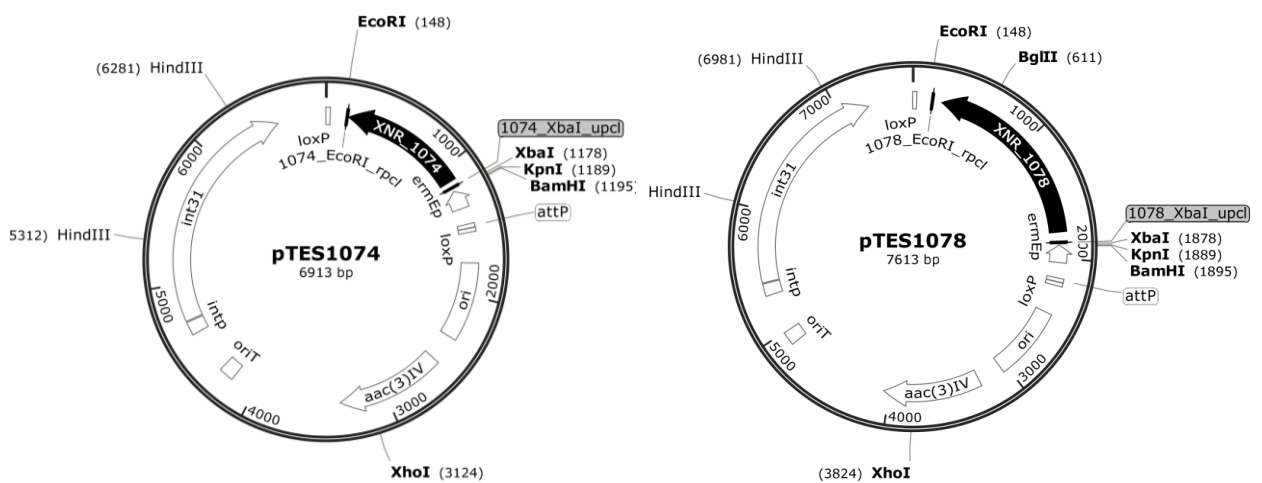 EcoRI (148)
(6281) HindIII
loxP
1074_EcoRI_rpcl
XNR_1074
1000
1074_XbaI_upcl
XbaI (1178)
KpnI (1189)
BamHI (1195)
ermEp
attP
loxP
6000
int31
5312) HindIII
pTES1074
6913 bp
2000
ori
5000
intp
oriT
aac(3)IV
4000
3000
XhoI (3124)
EcoRI (148)
(6981) HindIII
BglII (611)
7000
loxP
1078_EcoRI_rpcl
1000
XNR_1078
int31
HindIII
6000
1078_XbaI_upcl
ermEp
2000
XbaI (1878)
KpnI (1889)
BamHI (1895)
pTES1078
7613 bp
attP
loxP
intp
ori
oriT
5000
3000
aac(3)IV
4000
(3824) XhoI